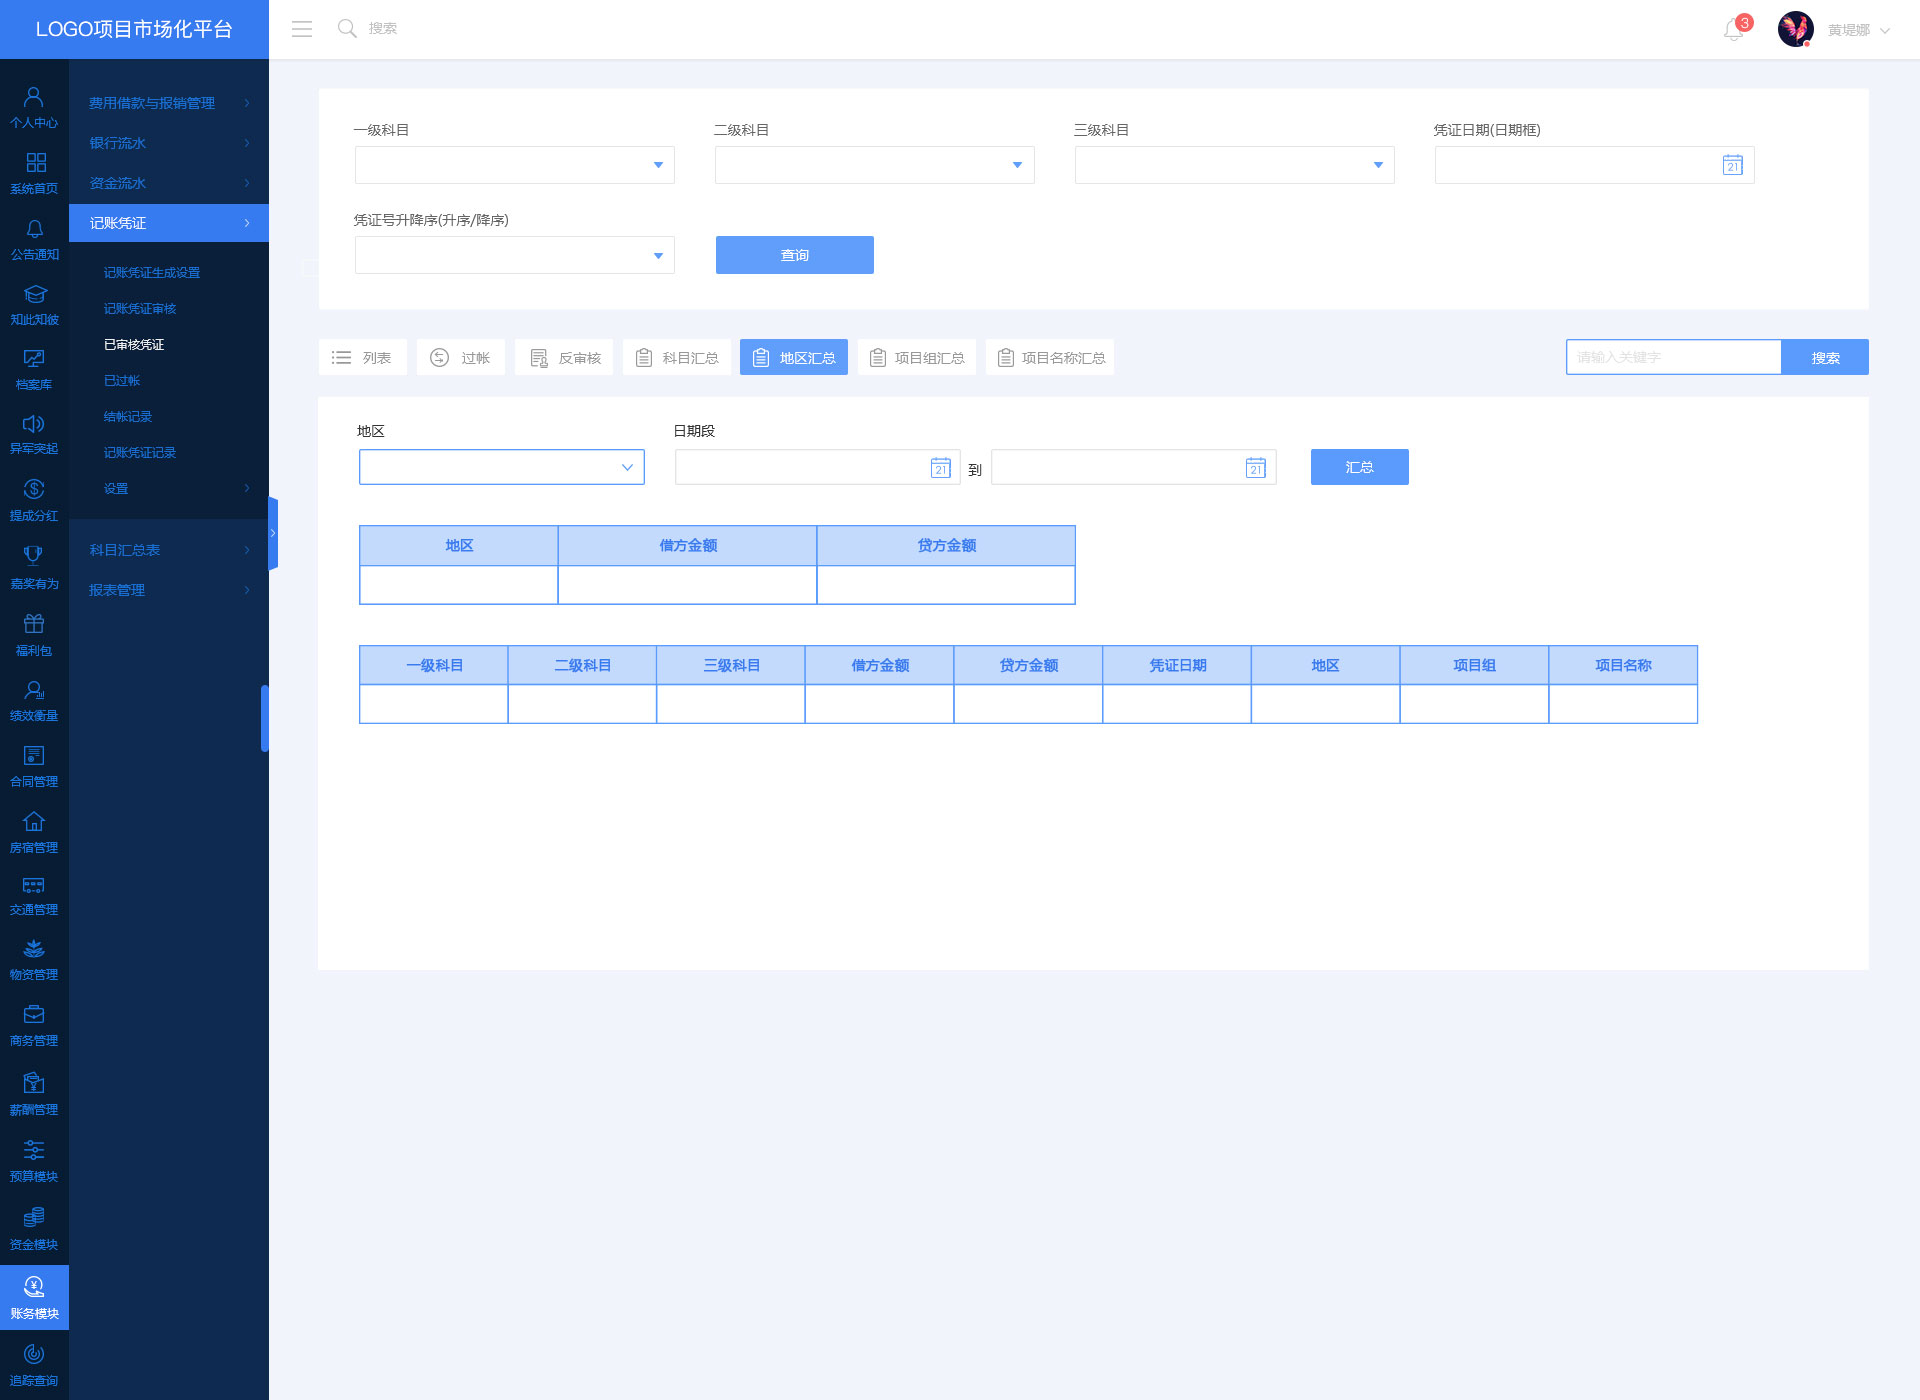 LOGO项目市场化平台
搜索
3
黄堤娜
个人中心
系统首页
公告通知
知此知彼
档案库
异军突起
提成分红
嘉奖有为
福利包
绩效衡量
合同管理
房宿管理
交通管理
物资管理
商务管理
薪酬管理
预算模块
资金模块
账务模块
追踪查询
费用借款与报销管理
银行流水
资金流水
记账凭证
记账凭证生成设置
记账凭证审核
已审核凭证
已过帐
结帐记录
记账凭证记录
设置
科目汇总表
报表管理
一级科目 二级科目 三级科目 凭证日期(日期框)
21
凭证号升降序(升序/降序)
查询
列表 过帐 反审核 科目汇总 地区汇总 项目组汇总 项目名称汇总 请输入关键字 搜索
地区 日期段
21 到 21 汇总
地区 借方金额 贷方金额
一级科目 二级科目 三级科目 借方金额 贷方金额 凭证日期 地区 项目组 项目名称